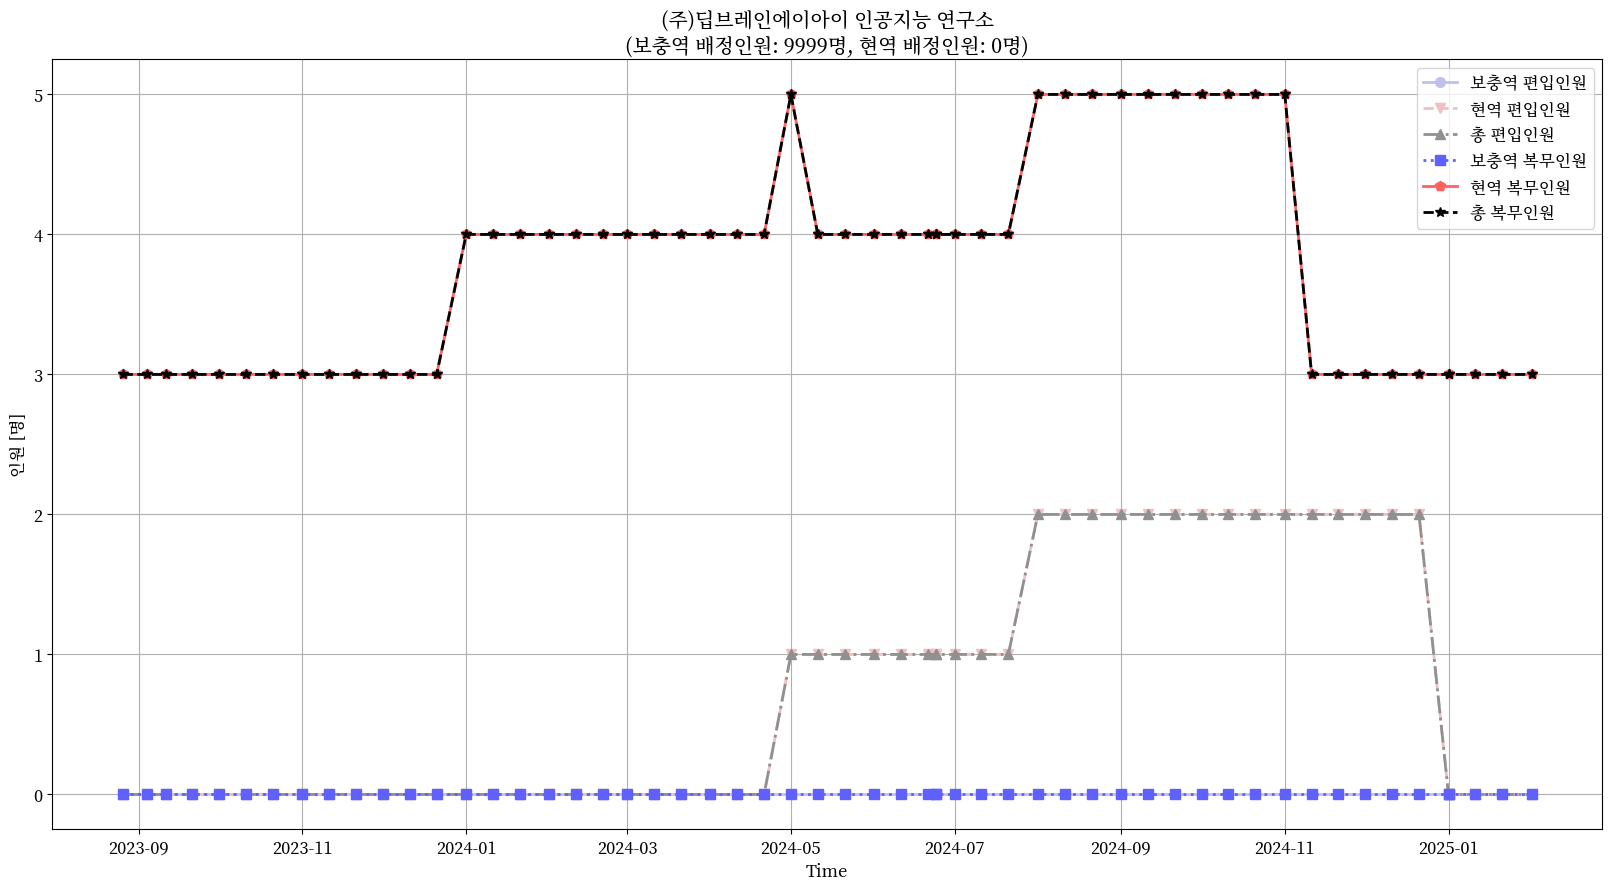 (주)딥브레인에이아이 인공지능 연구소
(보충역 배정인원: 9999명, 현역 배정인원: 0명)
보충역 편입인원
현역 편입인원
총 편입인원
보충역 복무인원
현역 복무인원
총 복무인원
인원 [명]
5
4
3
2
1
0
2023-09
2023-11
2024-01
2024-03
2024-05
2024-07
2024-09
2024-11
2025-01
Time